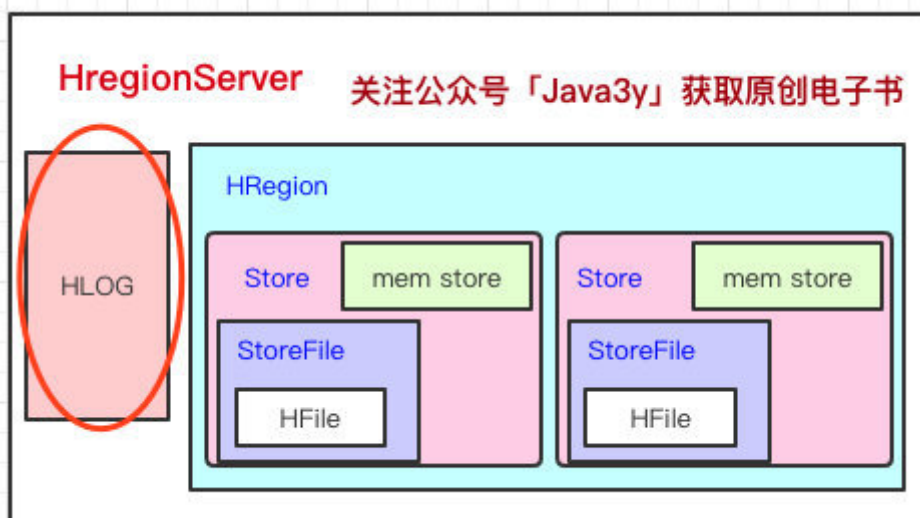 HregionServer
关注公众号「Java3y」获取原创电子书
HLOG
HRegion
Store
mem store
StoreFile
HFile
Store
mem store
StoreFile
HFile